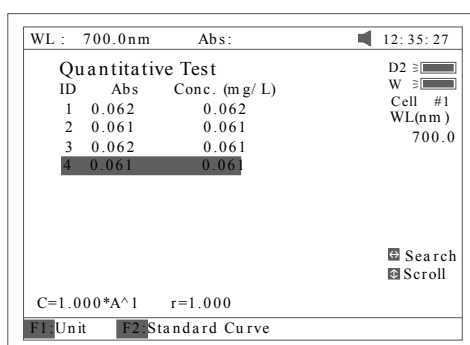 WL: 700.0nm Abs: 12:35:27
Quantitative Test
D2
ID Abs Conc. (mg/L)
W
1 0.062 0.062
Cell #1
2 0.061 0.061
WL(nm)
3 0.062 0.061
700.0
4 0.061 0.061
Search
Scroll
C=1.000*A^1 r=1.000
F1:Unit F2:Standard Curve